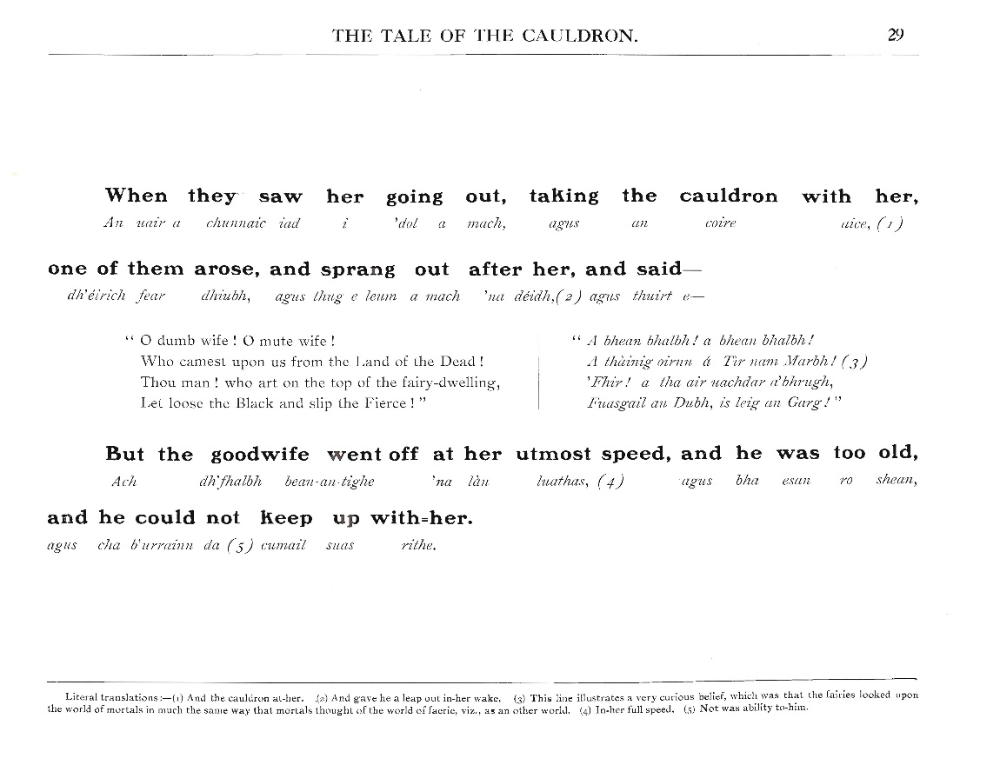 THE TALE OF THE CAULDRON. 29
When they saw her going out, taking the cauldron with her,
An uair a chunnaic iad i 'dol a mach, agus an coire aice, (1)
one of them arose, and sprang out after her, and said—
dh'éirich fear dhiubh, agus thug e leum a mach 'na déidh,(2) agus thuirt e—
“ O dumb wife ! O mute wife !
Who camest upon us from the Land of the Dead !
Thou man ! who art on the top of the fairy-dwelling,
Let loose the Black and slip the Fierce ! ”
“ A bhean bhalbh ! a bhean bhalbh !
A thàinig oirnn á Tìr nam Marbh ! (3)
'Fhir ! a tha air uachdar a'bhrugh,
Fuasgail an Dubh, is leig an Garg ! ”
But the goodwife went off at her utmost speed, and he was too old,
Ach dh'fhalbh bean-an-tighe 'na làn luathas, (4) agus bha esan ro shean,
and he could not keep up with=her.
agus cha b'urrainn da (5) cumail suas rithe.
Literal translations :—(1) And the cauldron at-her. (2) And gave he a leap out in-her wake. (3) This line illustrates a very curious belief, which was that the fairies looked upon
the world of mortals in much the same way that mortals thought of the world of faerie, viz., as an other world. (4) In-her full speed. (5) Not was ability to-him.